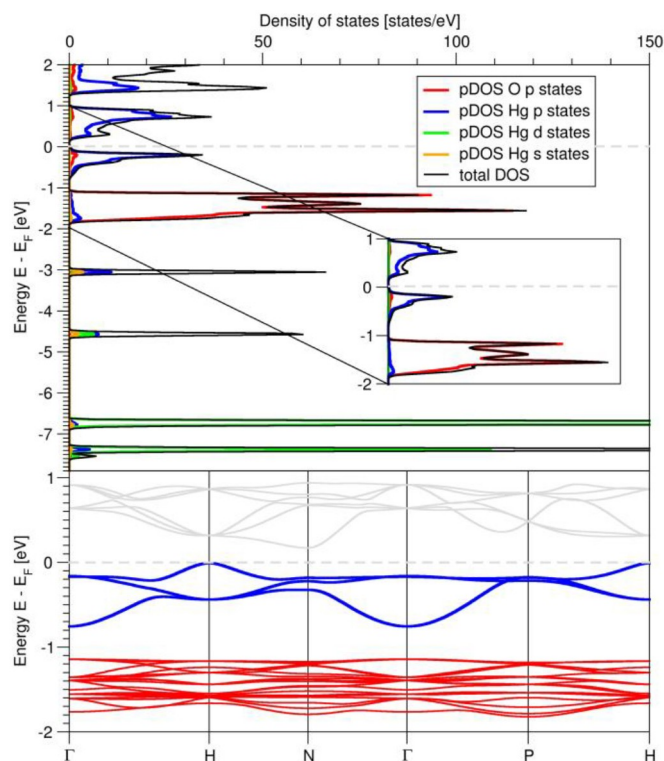 Density of states [states/eV]
0 50 100 150
2
1
0
-1
-2
-3
-4
-5
-6
-7
Energy E - E_F [eV]
pDOS O p states
pDOS Hg p states
pDOS Hg d states
pDOS Hg s states
total DOS
1
0
-1
-2
1
0
-1
-2
Energy E - E_F [eV]
Γ H N Γ P H